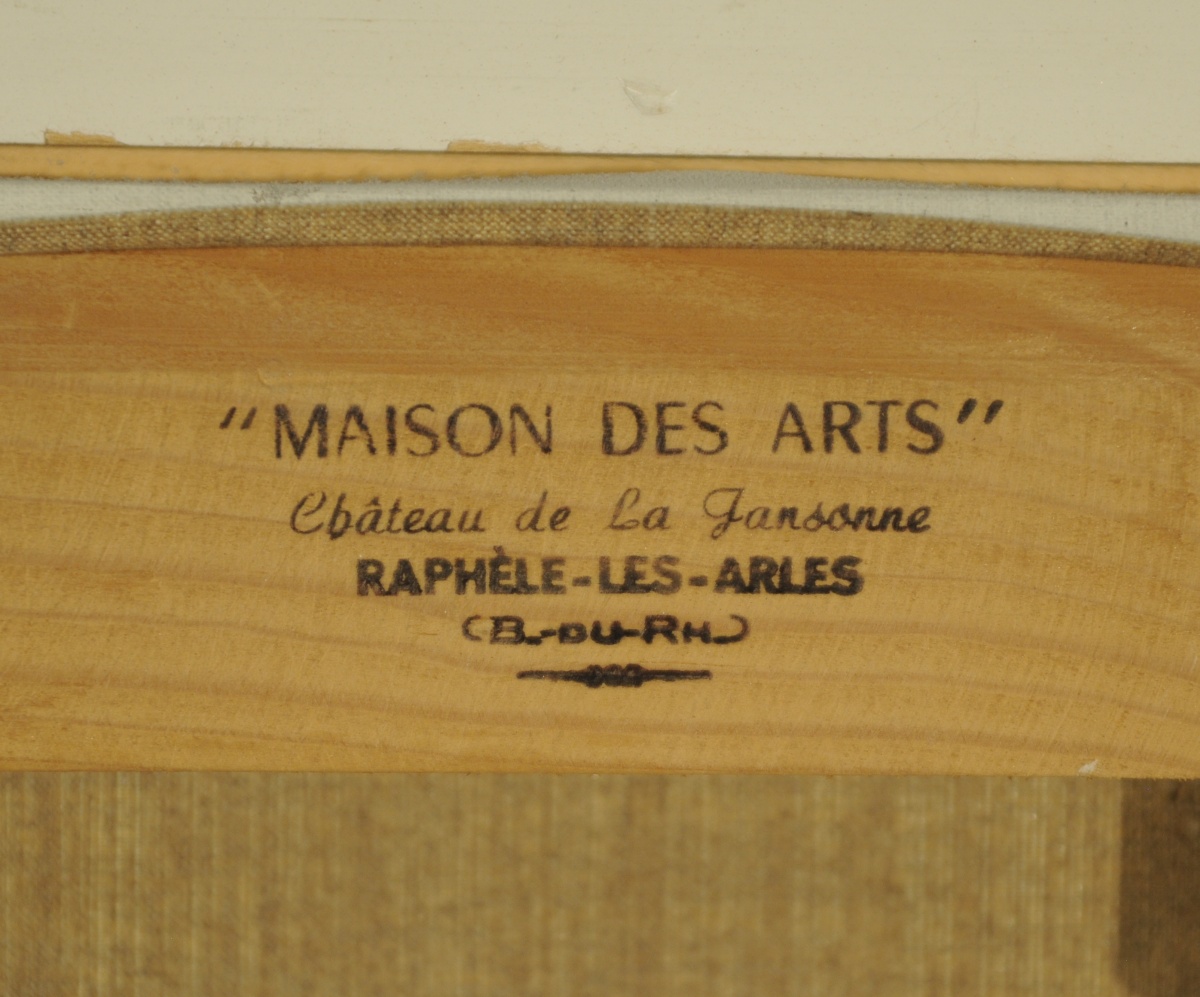 "MAISON DES ARTS"
Château de La Jansonne
RAPHÈLE-LES-ARLES
(B.-DU-RH.)